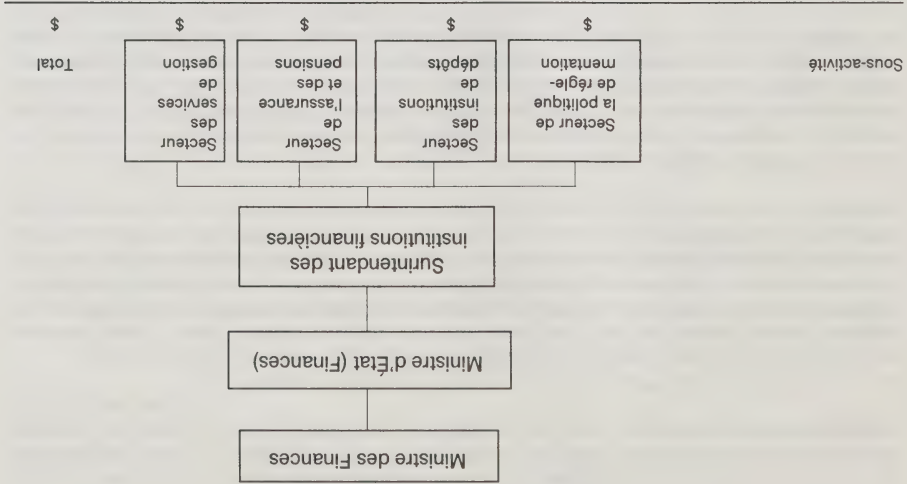 Ministre des Finances
Ministre d'État (Finances)
Surintendant des
institutions financières
Secteur de
la politique
de régle-
mentation
Secteur
des
institutions
de
dépôts
Secteur
de
l'assurance
et des
pensions
Secteur
des
services
de
gestion
Sous-activité
Total
$ $ $ $ $